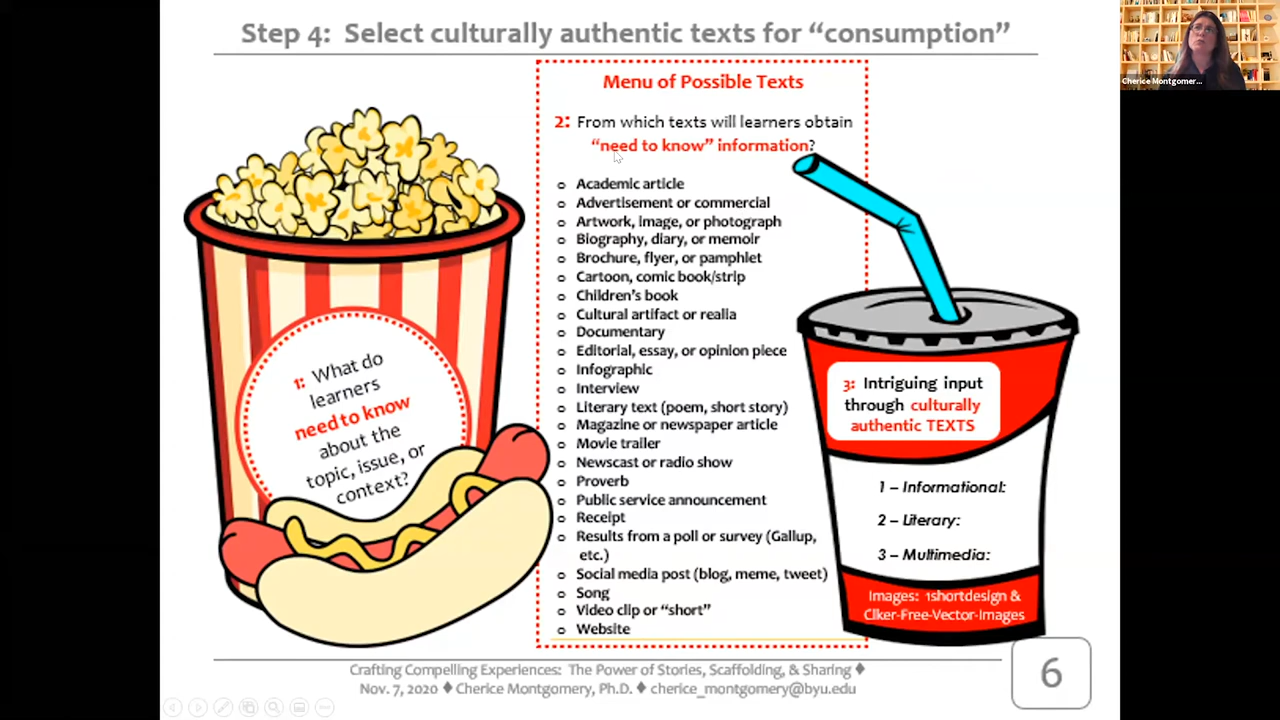 Step 4: Select culturally authentic texts for “consumption”
Cherice Montgomer...
1: What do
learners
need to know
about the
topic, issue, or
context?
Menu of Possible Texts
2: From which texts will learners obtain
“need to know” information?
o Academic article
o Advertisement or commercial
o Artwork, image, or photograph
o Biography, diary, or memoir
o Brochure, flyer, or pamphlet
o Cartoon, comic book/strip
o Children’s book
o Cultural artifact or realia
o Documentary
o Editorial, essay, or opinion piece
o Infographic
o Interview
o Literary text (poem, short story)
o Magazine or newspaper article
o Movie trailer
o Newscast or radio show
o Proverb
o Public service announcement
o Receipt
o Results from a poll or survey (Gallup,
etc.)
o Social media post (blog, meme, tweet)
o Song
o Video clip or “short”
o Website
3: Intriguing input
through culturally
authentic TEXTS
1 – Informational:
2 – Literary:
3 – Multimedia:
Images: 1shortdesign &
Clker-Free-Vector-Images
Crafting Compelling Experiences: The Power of Stories, Scaffolding, & Sharing ♦
Nov. 7, 2020 ♦ Cherice Montgomery, Ph.D. ♦ cherice_montgomery@byu.edu
6